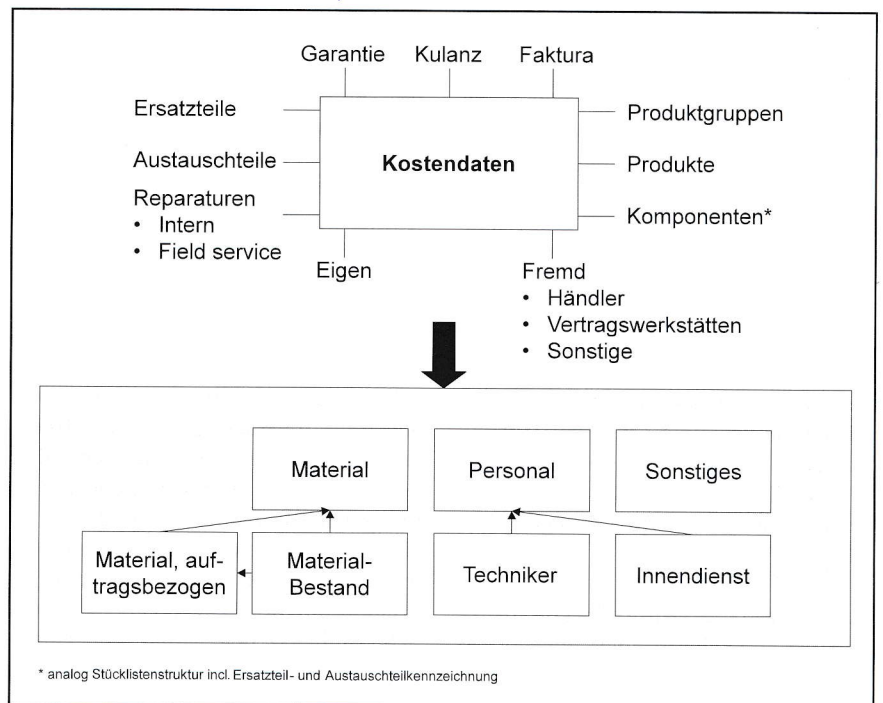 Garantie Kulanz Faktura
Ersatzteile
Austauschteile
Reparaturen
• Intern
• Field service
Kostendaten
Produktgruppen
Produkte
Komponenten*
Eigen
Fremd
• Händler
• Vertragswerkstätten
• Sonstige
Material
Personal
Sonstiges
Material, auf-
tragsbezogen
Material-
Bestand
Techniker
Innendienst
* analog Stücklistenstruktur incl. Ersatzteil- und Austauschteilkennzeichnung